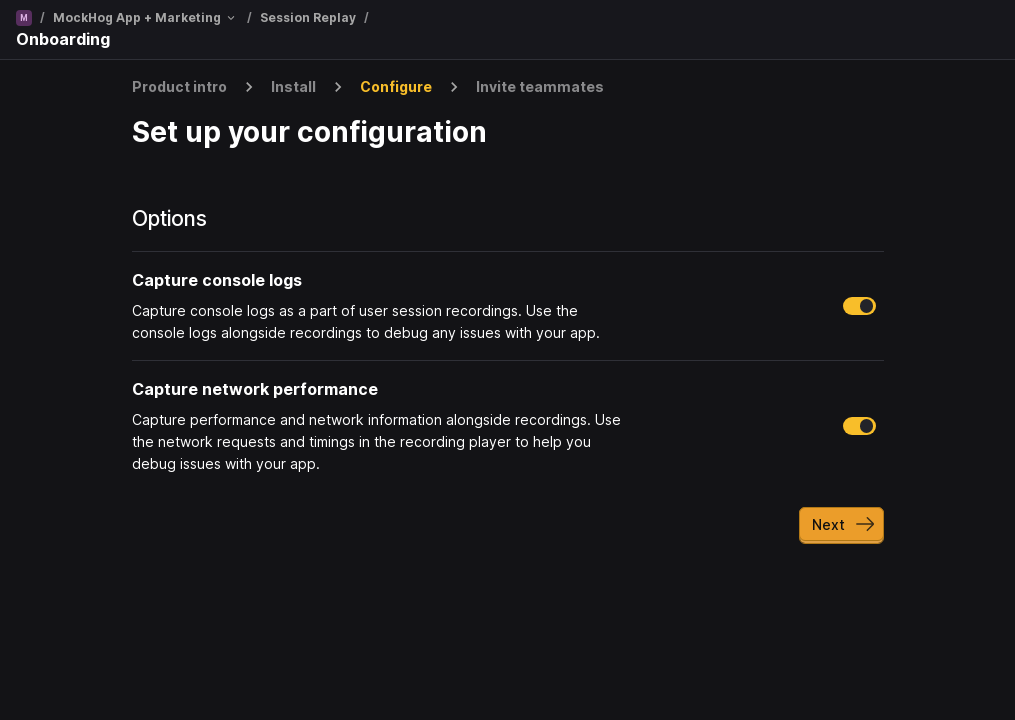 M / MockHog App + Marketing / Session Replay /
Onboarding
Product intro Install Configure Invite teammates
Set up your configuration
Options
Capture console logs
Capture console logs as a part of user session recordings. Use the
console logs alongside recordings to debug any issues with your app.
Capture network performance
Capture performance and network information alongside recordings. Use
the network requests and timings in the recording player to help you
debug issues with your app.
Next